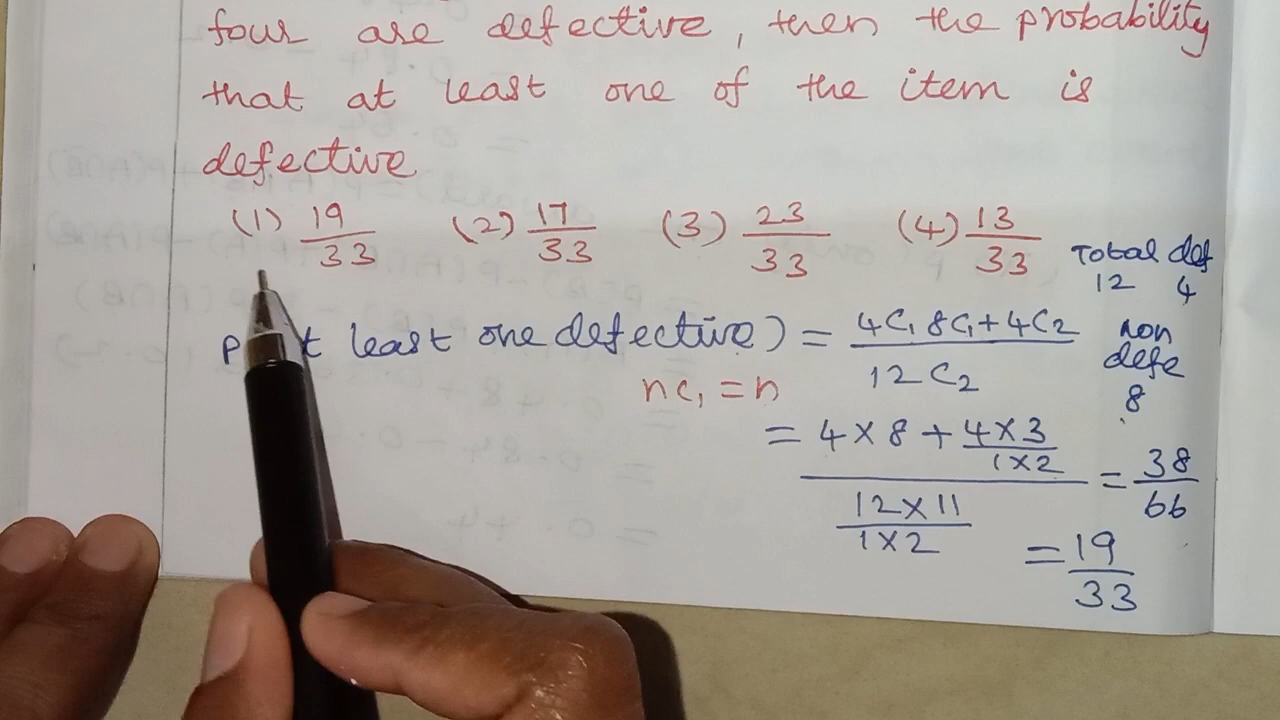 four are defective, then the probability
that at least one of the item is
defective
(1) 19/33 (2) 17/33 (3) 23/33 (4) 13/33
Total def
12 4
non
defe
8
P t least one defective) = 4C₁ 8C₁ + 4C₂ / 12C₂
nc₁ = n
= 4 × 8 + 4×3/1×2 / 12×11/1×2 = 38/66
= 19/33